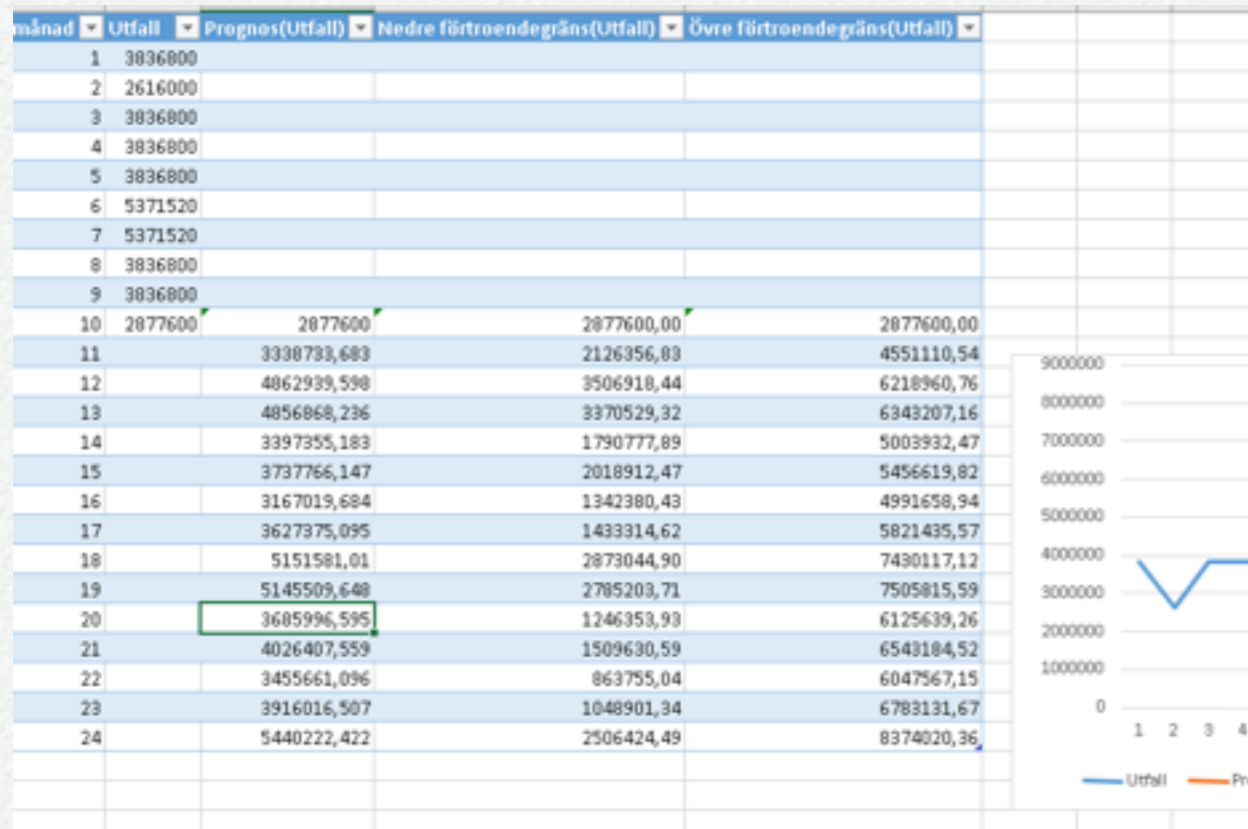 månad Utfall Prognos(Utfall) Nedre förtroendegräns(Utfall) Övre förtroendegräns(Utfall)
1 3836800
2 2616000
3 3836800
4 3836800
5 3836800
6 5371520
7 5371520
8 3836800
9 3836800
10 2877600 2877600 2877600,00 2877600,00
11 3338733,683 2126356,83 4551110,54
12 4862939,598 3506918,44 6218960,76
13 4856868,236 3370529,32 6343207,16
14 3397355,183 1790777,89 5003932,47
15 3737766,147 2018912,47 5456619,82
16 3167019,684 1342380,43 4991658,94
17 3627375,095 1433314,62 5821435,57
18 5151581,01 2873044,90 7430117,12
19 5145509,648 2785203,71 7505815,59
20 3685996,595 1246353,93 6125639,26
21 4026407,559 1509630,59 6543184,52
22 3455661,096 863755,04 6047567,15
23 3916016,507 1048901,34 6783131,67
24 5440222,422 2506424,49 8374020,36
9000000
8000000
7000000
6000000
5000000
4000000
3000000
2000000
1000000
0
1 2 3 4
Utfall Pr